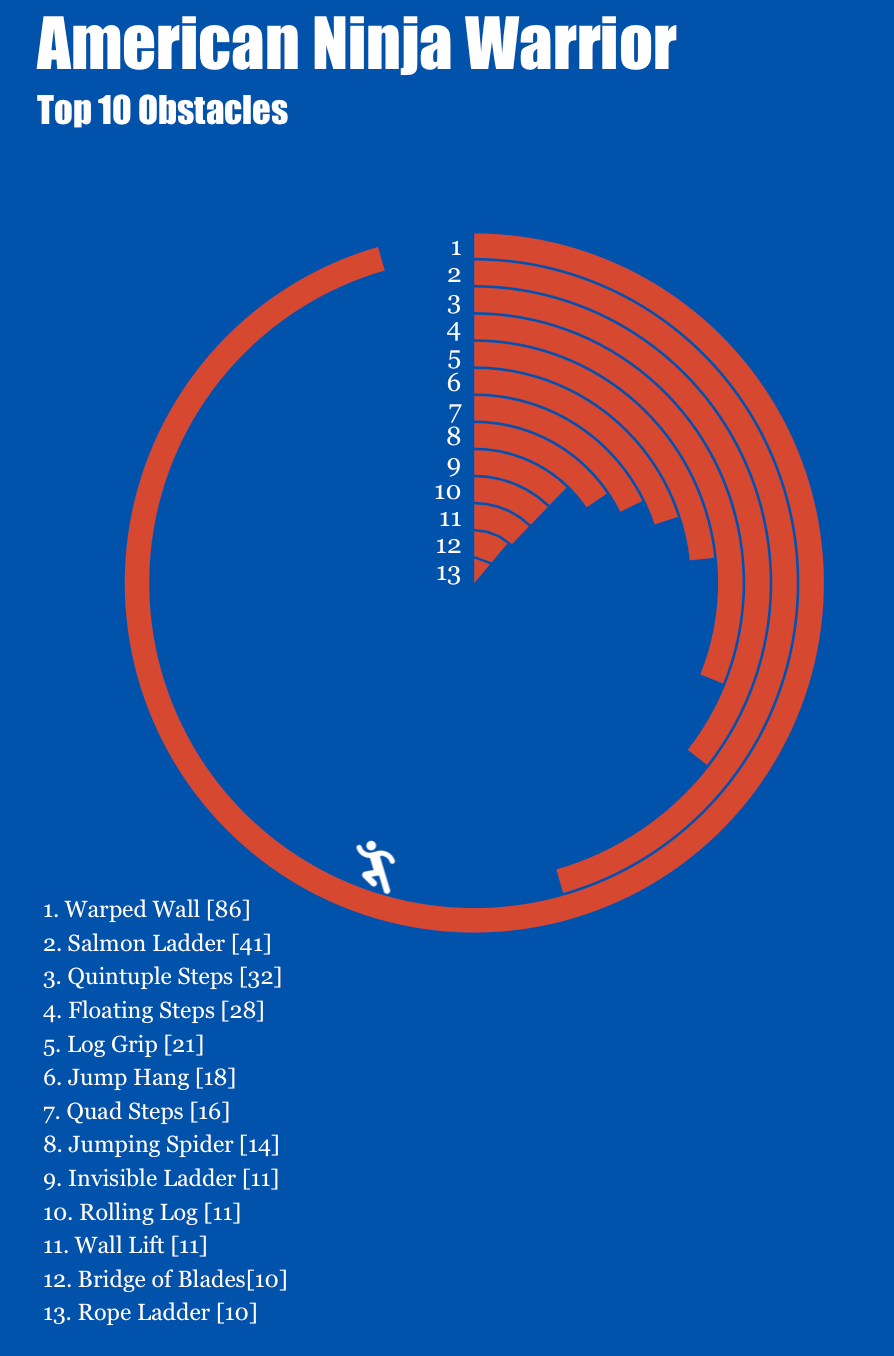 American Ninja Warrior
Top 10 Obstacles
1
2
3
4
5
6
7
8
9
10
11
12
13
1. Warped Wall [86]
2. Salmon Ladder [41]
3. Quintuple Steps [32]
4. Floating Steps [28]
5. Log Grip [21]
6. Jump Hang [18]
7. Quad Steps [16]
8. Jumping Spider [14]
9. Invisible Ladder [11]
10. Rolling Log [11]
11. Wall Lift [11]
12. Bridge of Blades[10]
13. Rope Ladder [10]